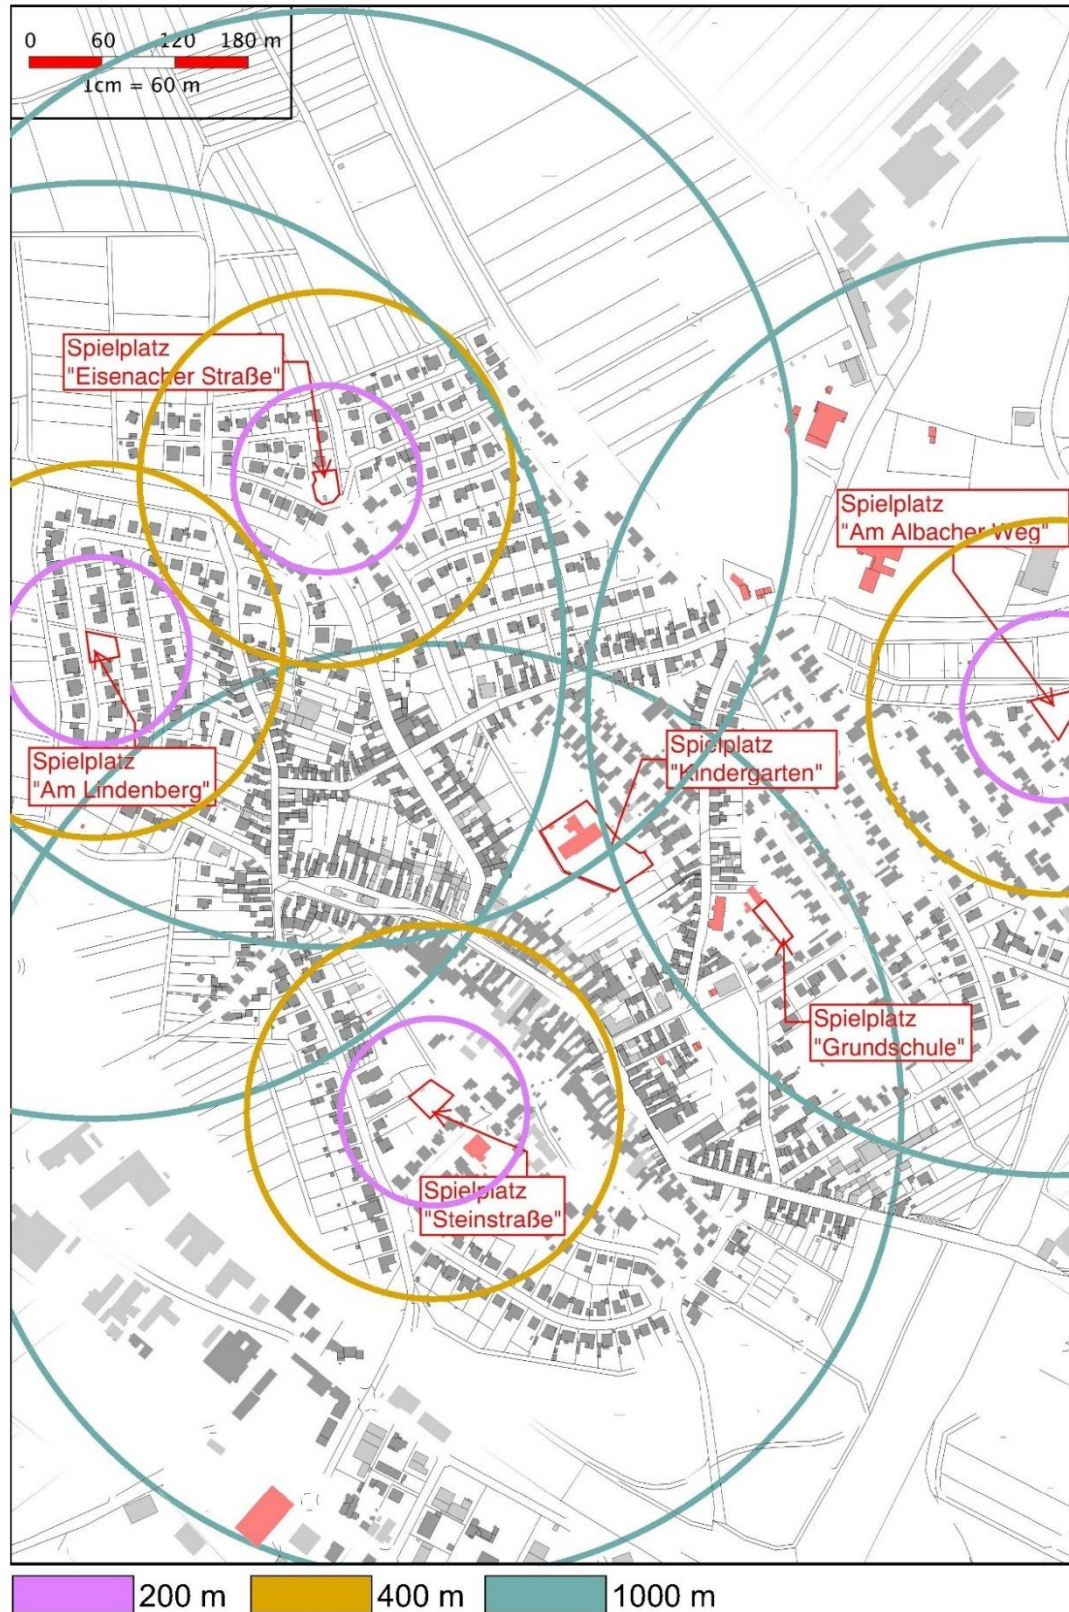 0 60 120 180 m
1cm = 60 m
Spielplatz
"Eisenacher Straße"
Spielplatz
"Am Albacher Weg"
Spielplatz
"Am Lindenberg"
Spielplatz
"Kindergarten"
Spielplatz
"Grundschule"
Spielplatz
"Steinstraße"
200 m 400 m 1000 m